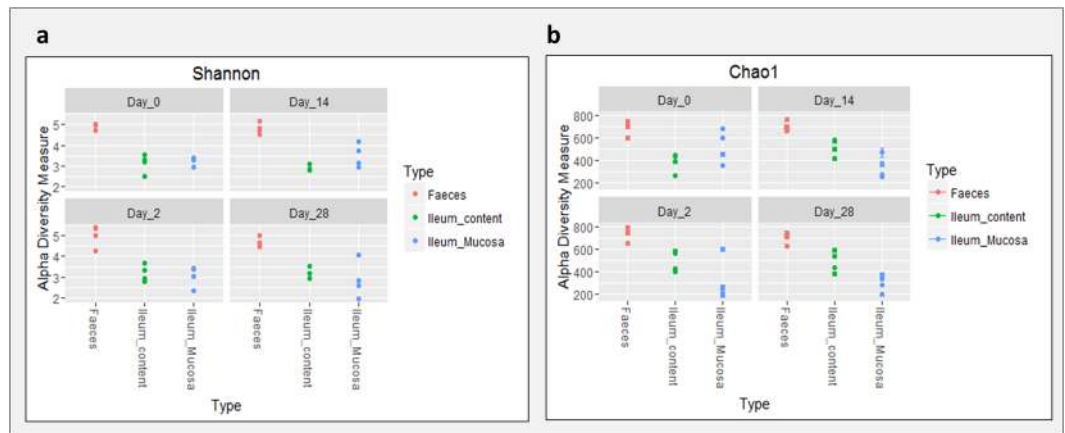 a
Shannon
Day_0 Day_14
5
4
3
2
Day_2 Day_28
5
4
3
2
Alpha Diversity Measure
Faeces Ileum_content Ileum_Mucosa Faeces Ileum_content Ileum_Mucosa
Type
Type
Faeces
Ileum_content
Ileum_Mucosa
b
Chao1
Day_0 Day_14
800
600
400
200
Day_2 Day_28
800
600
400
200
Alpha Diversity Measure
Faeces Ileum_content Ileum_Mucosa Faeces Ileum_content Ileum_Mucosa
Type
Type
Faeces
Ileum_content
Ileum_Mucosa